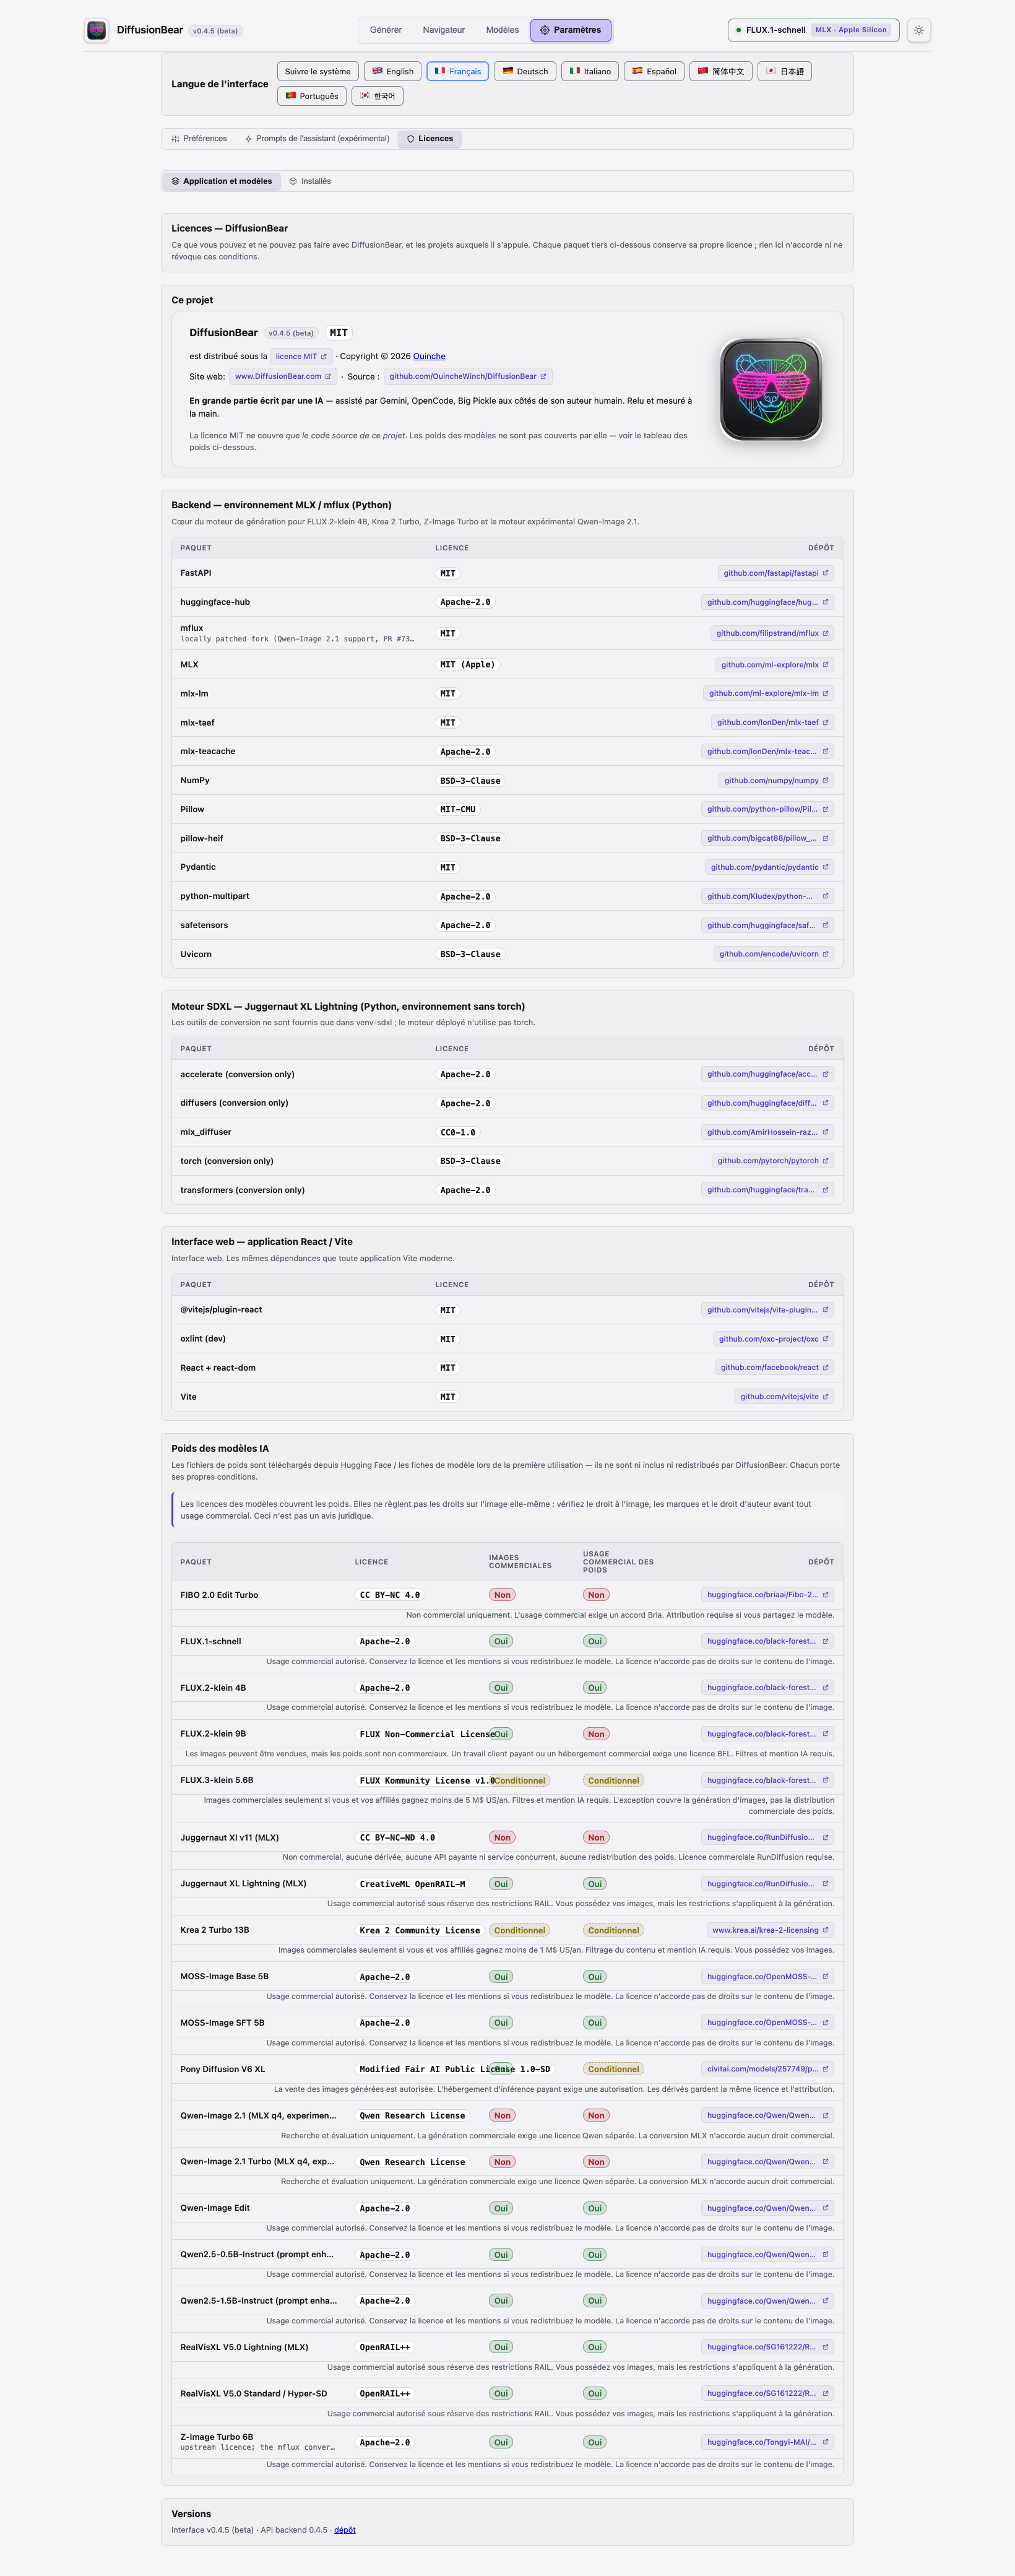 DiffusionBear v0.4.5 (beta)
Générer Navigateur Modèles Paramètres
FLUX.1-schnell MLX · Apple Silicon
Langue de l'interface
Suivre le système English Français Deutsch Italiano Español 简体中文 日本語
Português 한국어
Préférences Prompts de l'assistant (expérimental) Licences
Application et modèles Installés
Licences — DiffusionBear
Ce que vous pouvez et ne pouvez pas faire avec DiffusionBear, et les projets auxquels il s'appuie. Chaque paquet tiers ci-dessous conserve sa propre licence ; rien ici n'accorde ni ne
révoque ces conditions.
Ce projet
DiffusionBear v0.4.5 (beta) MIT
est distribué sous la licence MIT · Copyright © 2026 Ouinche
Site web: www.DiffusionBear.com · Source : github.com/OuincheWinch/DiffusionBear
En grande partie écrit par une IA — assisté par Gemini, OpenCode, Big Pickle aux côtés de son auteur humain. Relu et mesuré à
la main.
La licence MIT ne couvre que le code source de ce projet. Les poids des modèles ne sont pas couverts par elle — voir le tableau des
poids ci-dessous.
Backend — environnement MLX / mflux (Python)
Cœur du moteur de génération pour FLUX.2-klein 4B, Krea 2 Turbo, Z-Image Turbo et le moteur expérimental Qwen-Image 2.1.
PAQUET LICENCE DÉPÔT
FastAPI MIT github.com/fastapi/fastapi
huggingface-hub Apache-2.0 github.com/huggingface/hug...
mflux MIT github.com/filipstrand/mflux
locally patched fork (Qwen-Image 2.1 support, PR #73…
MLX MIT (Apple) github.com/ml-explore/mlx
mlx-lm MIT github.com/ml-explore/mlx-lm
mlx-taef MIT github.com/IonDen/mlx-taef
mlx-teacache Apache-2.0 github.com/IonDen/mlx-teac...
NumPy BSD-3-Clause github.com/numpy/numpy
Pillow MIT-CMU github.com/python-pillow/Pil...
pillow-heif BSD-3-Clause github.com/bigcat88/pillow_...
Pydantic MIT github.com/pydantic/pydantic
python-multipart Apache-2.0 github.com/Kludex/python-...
safetensors Apache-2.0 github.com/huggingface/saf...
Uvicorn BSD-3-Clause github.com/encode/uvicorn
Moteur SDXL — Juggernaut XL Lightning (Python, environnement sans torch)
Les outils de conversion ne sont fournis que dans venv-sdxl ; le moteur déployé n'utilise pas torch.
PAQUET LICENCE DÉPÔT
accelerate (conversion only) Apache-2.0 github.com/huggingface/acc...
diffusers (conversion only) Apache-2.0 github.com/huggingface/diff...
mlx_diffuser CC0-1.0 github.com/AmirHossein-raz...
torch (conversion only) BSD-3-Clause github.com/pytorch/pytorch
transformers (conversion only) Apache-2.0 github.com/huggingface/tra...
Interface web — application React / Vite
Interface web. Les mêmes dépendances que toute application Vite moderne.
PAQUET LICENCE DÉPÔT
@vitejs/plugin-react MIT github.com/vitejs/vite-plugin...
oxlint (dev) MIT github.com/oxc-project/oxc
React + react-dom MIT github.com/facebook/react
Vite MIT github.com/vitejs/vite
Poids des modèles IA
Les fichiers de poids sont téléchargés depuis Hugging Face / les fiches de modèle lors de la première utilisation — ils ne sont ni inclus ni redistribués par DiffusionBear. Chacun porte
ses propres conditions.
Les licences des modèles couvrent les poids. Elles ne règlent pas les droits sur l'image elle-même : vérifiez le droit à l'image, les marques et le droit d'auteur avant tout
usage commercial. Ceci n'est pas un avis juridique.
PAQUET LICENCE IMAGES COMMERCIALES USAGE COMMERCIAL DES POIDS DÉPÔT
FIBO 2.0 Edit Turbo CC BY-NC 4.0 Non Non huggingface.co/briaai/Fibo-2...
Non commercial uniquement. L'usage commercial exige un accord Bria. Attribution requise si vous partagez le modèle.
FLUX.1-schnell Apache-2.0 Oui Oui huggingface.co/black-forest...
Usage commercial autorisé. Conservez la licence et les mentions si vous redistribuez le modèle. La licence n'accorde pas de droits sur le contenu de l'image.
FLUX.2-klein 4B Apache-2.0 Oui Oui huggingface.co/black-forest...
Usage commercial autorisé. Conservez la licence et les mentions si vous redistribuez le modèle. La licence n'accorde pas de droits sur le contenu de l'image.
FLUX.2-klein 9B FLUX Non-Commercial License Oui Non huggingface.co/black-forest...
Les images peuvent être vendues, mais les poids sont non commerciaux. Un travail client payant ou un hébergement commercial exige une licence BFL. Filtres et mention IA requis.
FLUX.3-klein 5.6B FLUX Kommunity License v1.0 Conditionnel Conditionnel huggingface.co/black-forest...
Images commerciales seulement si vous et vos affiliés gagnez moins de 5 M$ US/an. Filtres et mention IA requis. L'exception couvre la génération d'images, pas la distribution
commerciale des poids.
Juggernaut XI v11 (MLX) CC BY-NC-ND 4.0 Non Non huggingface.co/RunDiffusio...
Non commercial, aucune dérivée, aucune API payante ni service concurrent, aucune redistribution des poids. Licence commerciale RunDiffusion requise.
Juggernaut XL Lightning (MLX) CreativeML OpenRAIL-M Oui Oui huggingface.co/RunDiffusio...
Usage commercial autorisé sous réserve des restrictions RAIL. Vous possédez vos images, mais les restrictions s'appliquent à la génération.
Krea 2 Turbo 13B Krea 2 Community License Conditionnel Conditionnel www.krea.ai/krea-2-licensing
Images commerciales seulement si vous et vos affiliés gagnez moins de 1 M$ US/an. Filtrage du contenu et mention IA requis. Vous possédez vos images.
MOSS-Image Base 5B Apache-2.0 Oui Oui huggingface.co/OpenMOSS-...
Usage commercial autorisé. Conservez la licence et les mentions si vous redistribuez le modèle. La licence n'accorde pas de droits sur le contenu de l'image.
MOSS-Image SFT 5B Apache-2.0 Oui Oui huggingface.co/OpenMOSS-...
Usage commercial autorisé. Conservez la licence et les mentions si vous redistribuez le modèle. La licence n'accorde pas de droits sur le contenu de l'image.
Pony Diffusion V6 XL Modified Fair AI Public License 1.0-SD Oui Conditionnel civitai.com/models/257749/p...
La vente des images générées est autorisée. L'hébergement d'inférence payant exige une autorisation. Les dérivés gardent la même licence et l'attribution.
Qwen-Image 2.1 (MLX q4, experimen... Qwen Research License Non Non huggingface.co/Qwen/Qwen...
Recherche et évaluation uniquement. La génération commerciale exige une licence Qwen séparée. La conversion MLX n'accorde aucun droit commercial.
Qwen-Image 2.1 Turbo (MLX q4, exp... Qwen Research License Non Non huggingface.co/Qwen/Qwen...
Recherche et évaluation uniquement. La génération commerciale exige une licence Qwen séparée. La conversion MLX n'accorde aucun droit commercial.
Qwen-Image Edit Apache-2.0 Oui Oui huggingface.co/Qwen/Qwen...
Usage commercial autorisé. Conservez la licence et les mentions si vous redistribuez le modèle. La licence n'accorde pas de droits sur le contenu de l'image.
Qwen2.5-0.5B-Instruct (prompt enh... Apache-2.0 Oui Oui huggingface.co/Qwen/Qwen...
Usage commercial autorisé. Conservez la licence et les mentions si vous redistribuez le modèle. La licence n'accorde pas de droits sur le contenu de l'image.
Qwen2.5-1.5B-Instruct (prompt enha... Apache-2.0 Oui Oui huggingface.co/Qwen/Qwen...
Usage commercial autorisé. Conservez la licence et les mentions si vous redistribuez le modèle. La licence n'accorde pas de droits sur le contenu de l'image.
RealVisXL V5.0 Lightning (MLX) OpenRAIL++ Oui Oui huggingface.co/SG161222/R...
Usage commercial autorisé sous réserve des restrictions RAIL. Vous possédez vos images, mais les restrictions s'appliquent à la génération.
RealVisXL V5.0 Standard / Hyper-SD OpenRAIL++ Oui Oui huggingface.co/SG161222/R...
Usage commercial autorisé sous réserve des restrictions RAIL. Vous possédez vos images, mais les restrictions s'appliquent à la génération.
Z-Image Turbo 6B Apache-2.0 Oui Oui huggingface.co/Tongyi-MAI/...
upstream licence; the mflux conver…
Usage commercial autorisé. Conservez la licence et les mentions si vous redistribuez le modèle. La licence n'accorde pas de droits sur le contenu de l'image.
Versions
Interface v0.4.5 (beta) · API backend 0.4.5 · dépôt